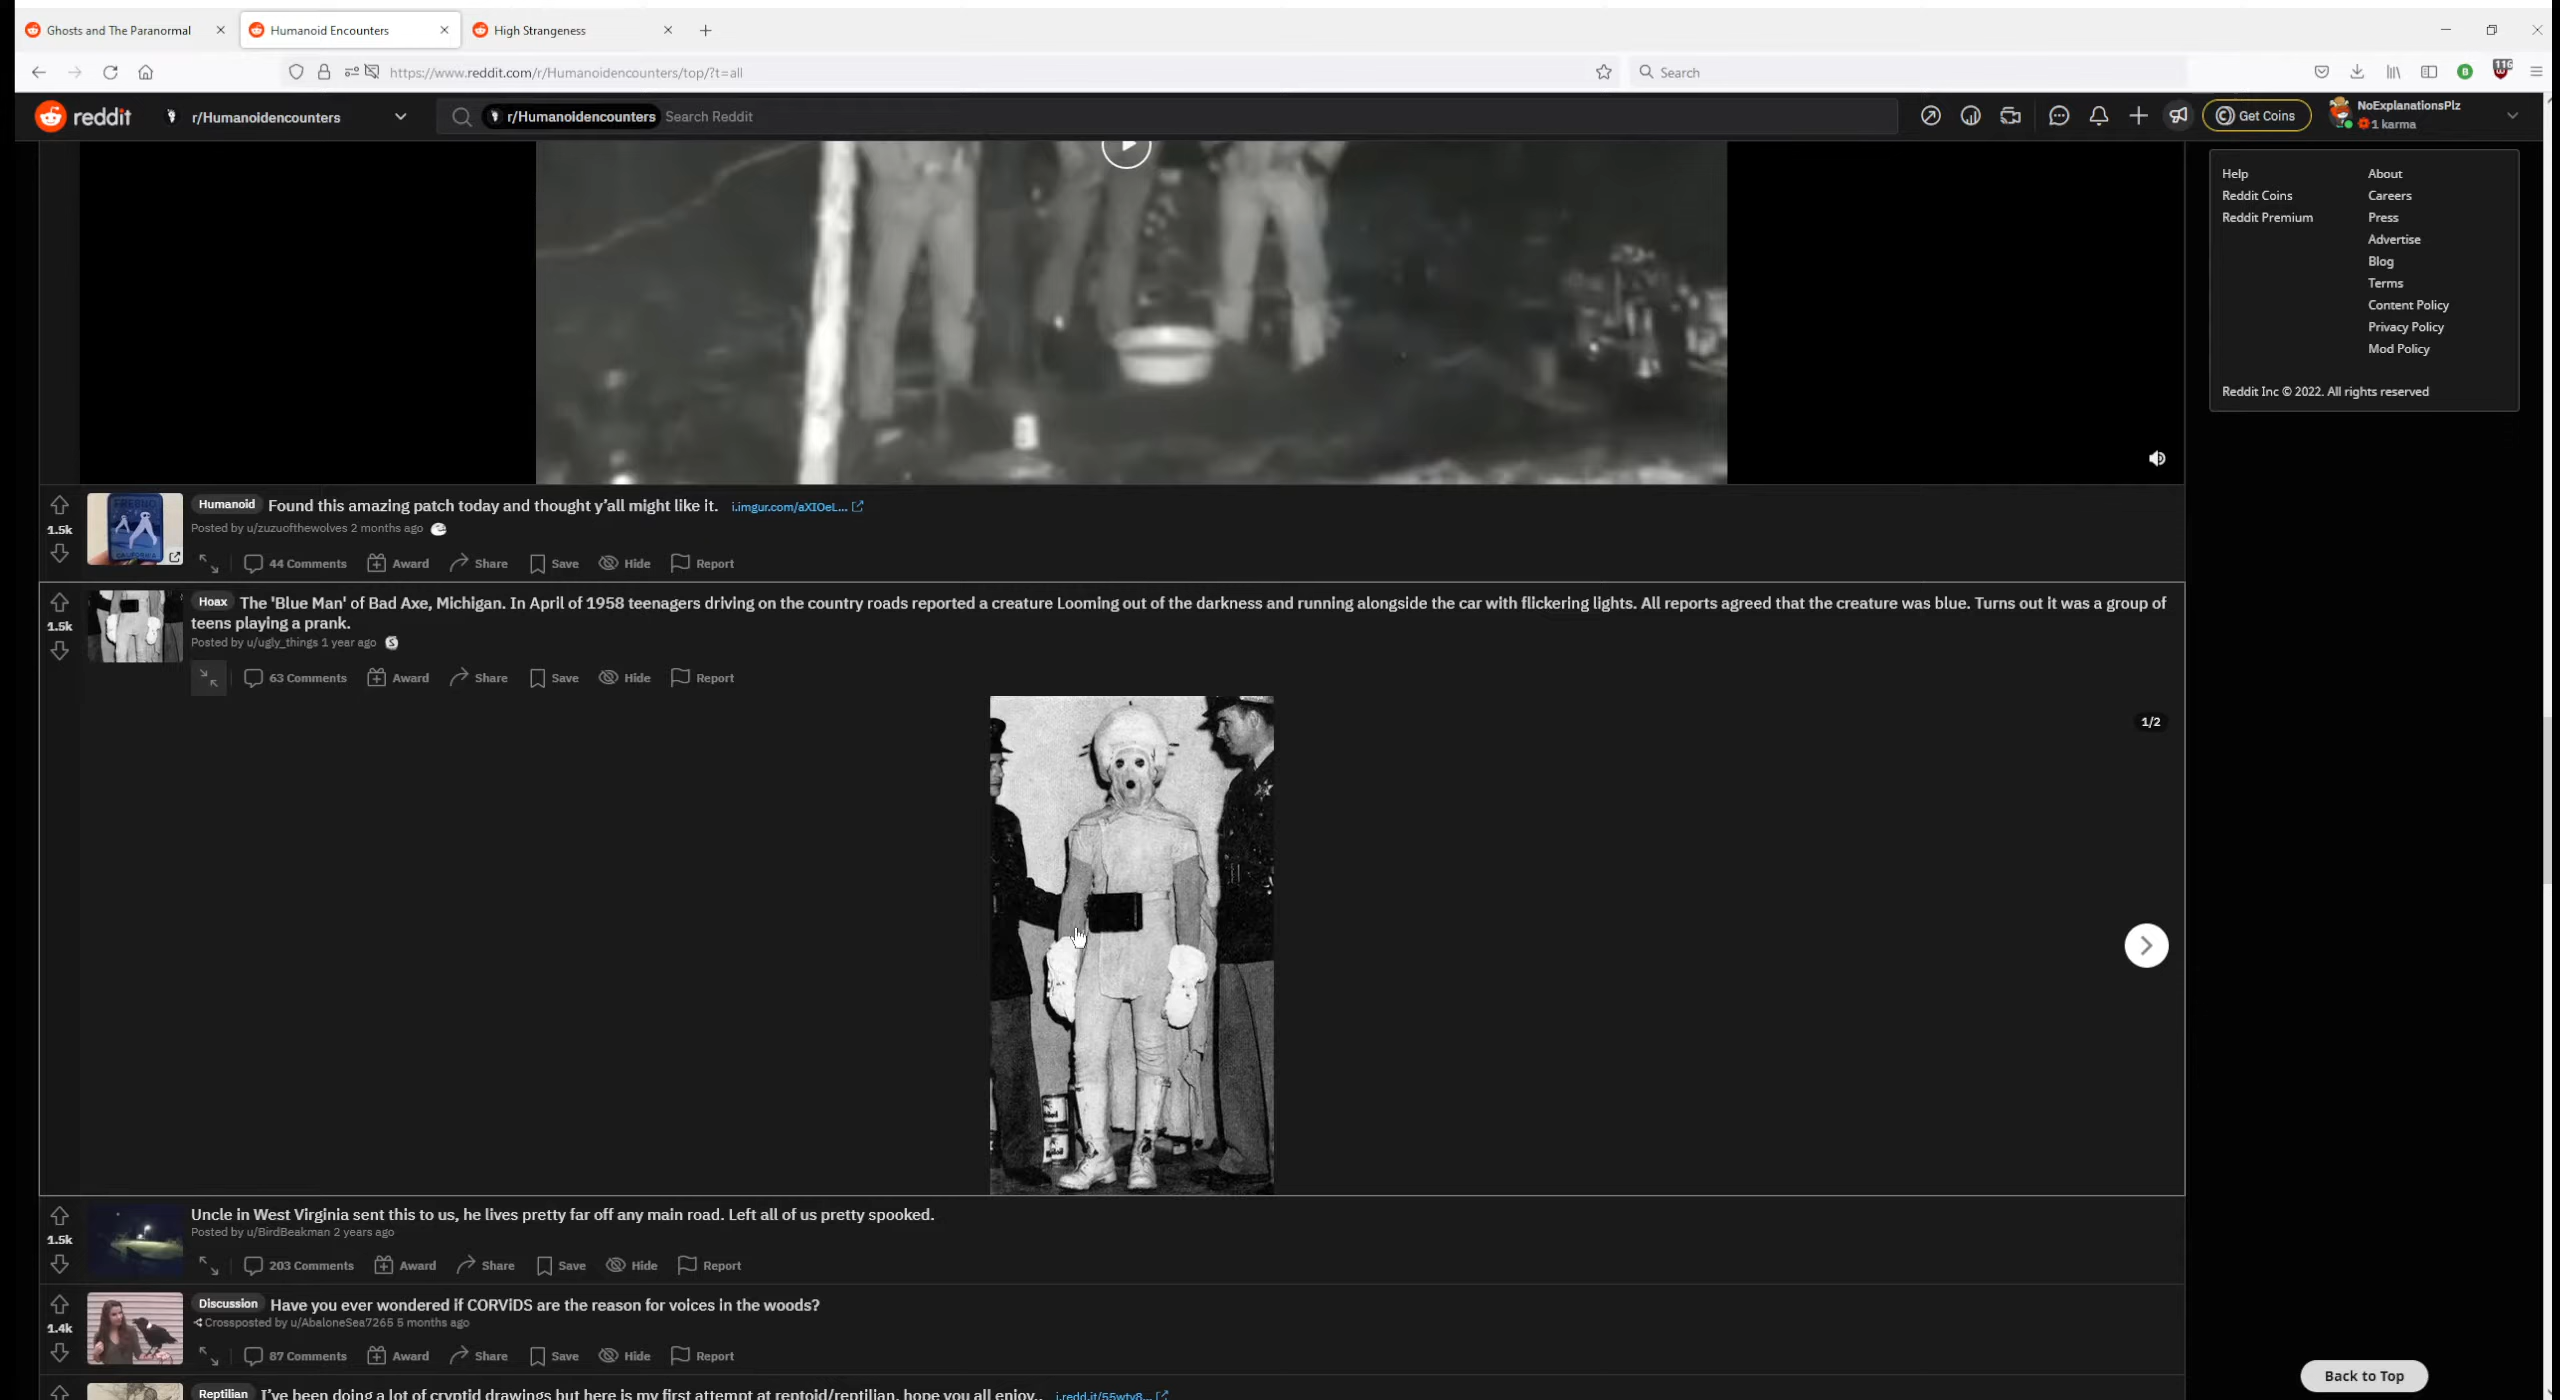 Ghosts and The Paranormal
Humanoid Encounters
High Strangeness
https://www.reddit.com/r/Humanoidencounters/top/?t=all
Search
116
reddit
r/Humanoidencounters
r/Humanoidencounters
Search Reddit
Get Coins
NoExplanationsPlz
1 karma
Help
About
Reddit Coins
Careers
Reddit Premium
Press
Advertise
Blog
Terms
Content Policy
Privacy Policy
Mod Policy
Reddit Inc © 2022. All rights reserved
1.5k
FRESNO
CALIFORNIA
Humanoid Found this amazing patch today and thought y'all might like it. i.imgur.com/aXIOeL...
Posted by u/zuzuofthewolves 2 months ago
44 Comments Award Share Save Hide Report
1.5k
Hoax The 'Blue Man' of Bad Axe, Michigan. In April of 1958 teenagers driving on the country roads reported a creature Looming out of the darkness and running alongside the car with flickering lights. All reports agreed that the creature was blue. Turns out it was a group of
teens playing a prank.
Posted by u/ugly_things 1 year ago
63 Comments Award Share Save Hide Report
1/2
1.5k
Uncle in West Virginia sent this to us, he lives pretty far off any main road. Left all of us pretty spooked.
Posted by u/BirdBeakman 2 years ago
203 Comments Award Share Save Hide Report
1.4k
Discussion Have you ever wondered if CORViDS are the reason for voices in the woods?
Crossposted by u/AbaloneSea7265 5 months ago
87 Comments Award Share Save Hide Report
Reptilian I've been doing a lot of cryptid drawings but here is my first attempt at reptoid/reptilian, hope you all enjoy.. i.redd.it/55wtv8...
Back to Top